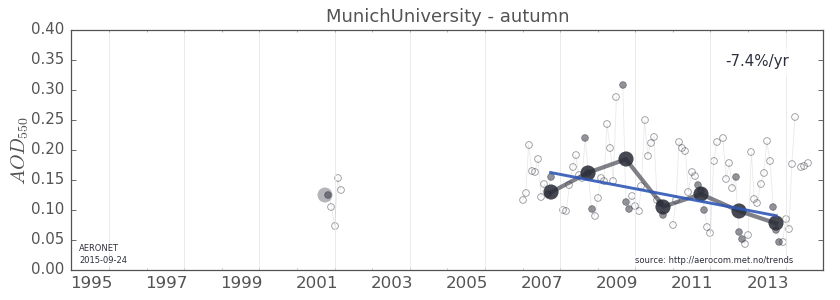 MunichUniversity - autumn
0.40
0.35
0.30
0.25
0.20
0.15
0.10
0.05
0.00
AOD550
-7.4%/yr
AERONET
2015-09-24
source: http://aerocom.met.no/trends
1995 1997 1999 2001 2003 2005 2007 2009 2011 2013